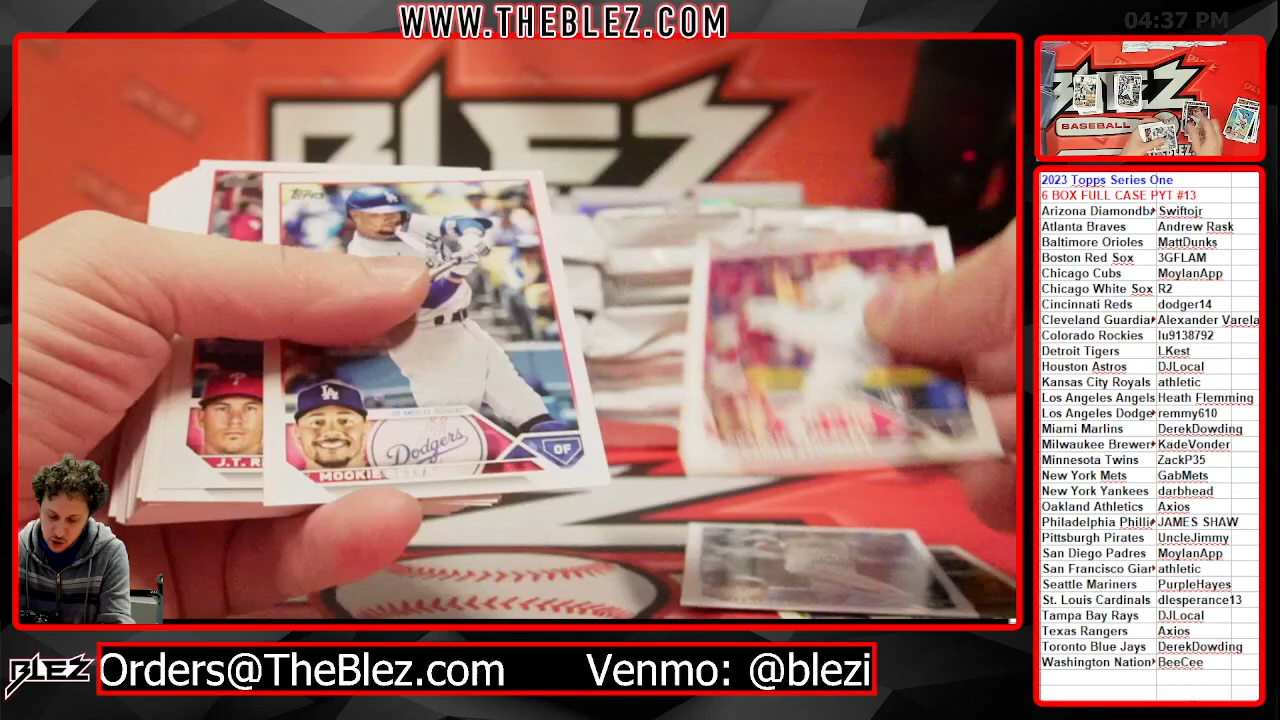 WWW.THEBLEZ.COM
04:37 PM
BLEZ
TOPPS
Dodgers
OF
J.T. R
MOOKIE
BLEZ
BASEBALL
2023 Topps Series One
6 BOX FULL CASE PYT #13
Arizona Diamondb Swiftojr
Atlanta Braves Andrew Rask
Baltimore Orioles MattDunks
Boston Red Sox 3GFLAM
Chicago Cubs MoylanApp
Chicago White Sox R2
Cincinnati Reds dodger14
Cleveland Guardia Alexander Varela
Colorado Rockies lu9138792
Detroit Tigers LKest
Houston Astros DJLocal
Kansas City Royals athletic
Los Angeles Angels Heath Flemming
Los Angeles Dodge remmy610
Miami Marlins DerekDowding
Milwaukee Brewer KadeVonder
Minnesota Twins ZackP35
New York Mets GabMets
New York Yankees darbhead
Oakland Athletics Axios
Philadelphia Philli JAMES SHAW
Pittsburgh Pirates UncleJimmy
San Diego Padres MoylanApp
San Francisco Gian athletic
Seattle Mariners PurpleHayes
St. Louis Cardinals dlesperance13
Tampa Bay Rays DJLocal
Texas Rangers Axios
Toronto Blue Jays DerekDowding
Washington Nation BeeCee
BLEZ
Orders@TheBlez.com Venmo: @blezi